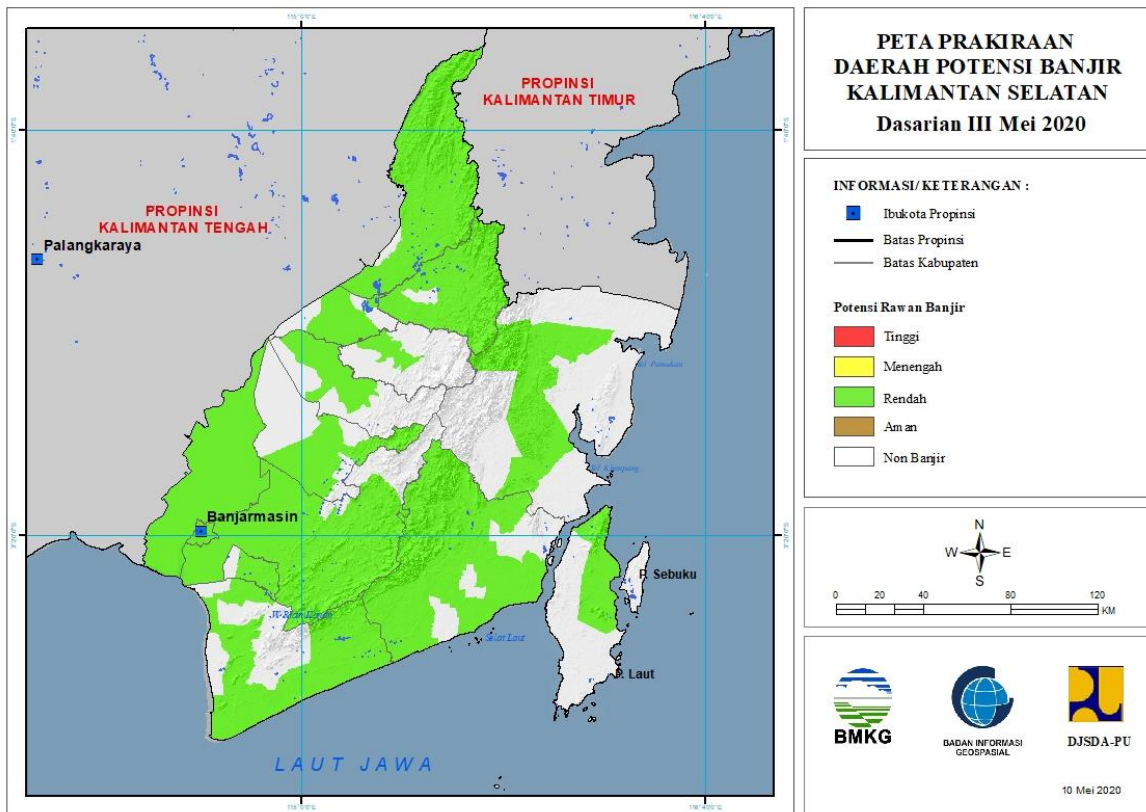 PROPINSI
KALIMANTAN TIMUR
PROPINSI
KALIMANTAN TENGAH
Palangkaraya
Banjarmasin
P. Sebuku
Selat Laut
P. Laut
LAUT JAWA
PETA PRAKIRAAN
DAERAH POTENSI BANJIR
KALIMANTAN SELATAN
Dasarian III Mei 2020
INFORMASI/ KETERANGAN :
Ibukota Propinsi
Batas Propinsi
Batas Kabupaten
Potensi Rawan Banjir
Tinggi
Menengah
Rendah
Aman
Non Banjir
N
W E
S
0 20 40 80 120
KM
BMKG
BADAN INFORMASI
GEOSPASIAL
DJSDA-PU
10 Mei 2020